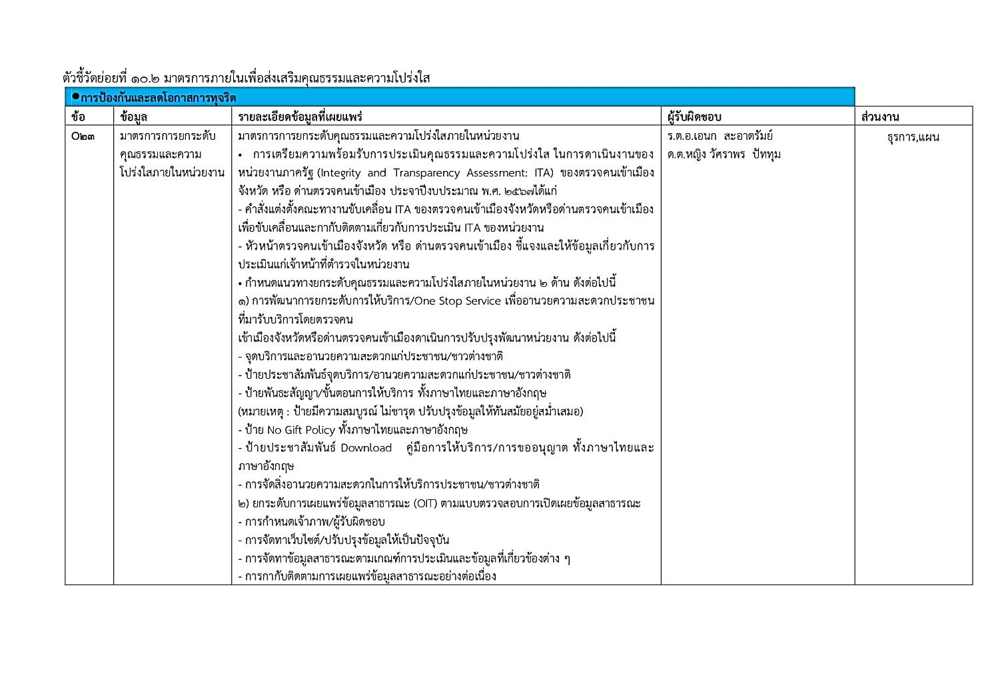 ตัวชี้วัดย่อยที่ ๑๐.๒ มาตรการภายในเพื่อส่งเสริมคุณธรรมและความโปร่งใส
●การป้องกันและลดโอกาสการทุจริต
ข้อ ข้อมูล รายละเอียดข้อมูลที่เผยแพร่ ผู้รับผิดชอบ ส่วนงาน
O๒๓
มาตรการการยกระดับ
คุณธรรมและความ
โปร่งใสภายในหน่วยงาน
มาตรการการยกระดับคุณธรรมและความโปร่งใสภายในหน่วยงาน
• การเตรียมความพร้อมรับการประเมินคุณธรรมและความโปร่งใส ในการดาเนินงานของ
หน่วยงานภาครัฐ (Integrity and Transparency Assessment: ITA) ของตรวจคนเข้าเมือง
จังหวัด หรือ ด่านตรวจคนเข้าเมือง ประจาปีงบประมาณ พ.ศ. ๒๕๖๗ได้แก่
- คำสั่งแต่งตั้งคณะทางานขับเคลื่อน ITA ของตรวจคนเข้าเมืองจังหวัดหรือด่านตรวจคนเข้าเมือง
เพื่อขับเคลื่อนและกากับติดตามเกี่ยวกับการประเมิน ITA ของหน่วยงาน
- หัวหน้าตรวจคนเข้าเมืองจังหวัด หรือ ด่านตรวจคนเข้าเมือง ชี้แจงและให้ข้อมูลเกี่ยวกับการ
ประเมินแก่เจ้าหน้าที่ตำรวจในหน่วยงาน
• กำหนดแนวทางยกระดับคุณธรรมและความโปร่งใสภายในหน่วยงาน ๒ ด้าน ดังต่อไปนี้
๑) การพัฒนาการยกระดับการให้บริการ/One Stop Service เพื่ออานวยความสะดวกประชาชน
ที่มารับบริการโดยตรวจคน
เข้าเมืองจังหวัดหรือด่านตรวจคนเข้าเมืองดาเนินการปรับปรุงพัฒนาหน่วยงาน ดังต่อไปนี้
- จุดบริการและอานวยความสะดวกแก่ประชาชน/ชาวต่างชาติ
- ป้ายประชาสัมพันธ์จุดบริการ/อานวยความสะดวกแก่ประชาชน/ชาวต่างชาติ
- ป้ายพันธะสัญญา/ขั้นตอนการให้บริการ ทั้งภาษาไทยและภาษาอังกฤษ
(หมายเหตุ : ป้ายมีความสมบูรณ์ ไม่ชารุด ปรับปรุงข้อมูลให้ทันสมัยอยู่สม่ำเสมอ)
- ป้าย No Gift Policy ทั้งภาษาไทยและภาษาอังกฤษ
- ป้ายประชาสัมพันธ์ Download คู่มือการให้บริการ/การขออนุญาต ทั้งภาษาไทยและ
ภาษาอังกฤษ
- การจัดสิ่งอานวยความสะดวกในการให้บริการประชาชน/ชาวต่างชาติ
๒) ยกระดับการเผยแพร่ข้อมูลสาธารณะ (OIT) ตามแบบตรวจสอบการเปิดเผยข้อมูลสาธารณะ
- การกำหนดเจ้าภาพ/ผู้รับผิดชอบ
- การจัดทาเว็บไซต์/ปรับปรุงข้อมูลให้เป็นปัจจุบัน
- การจัดทาข้อมูลสาธารณะตามเกณฑ์การประเมินและข้อมูลที่เกี่ยวข้องต่าง ๆ
- การกากับติดตามการเผยแพร่ข้อมูลสาธารณะอย่างต่อเนื่อง
ร.ต.อ.เอนก สะอาดรัมย์
ด.ต.หญิง วัศราพร ปัททุม
ธุรการ,แผน